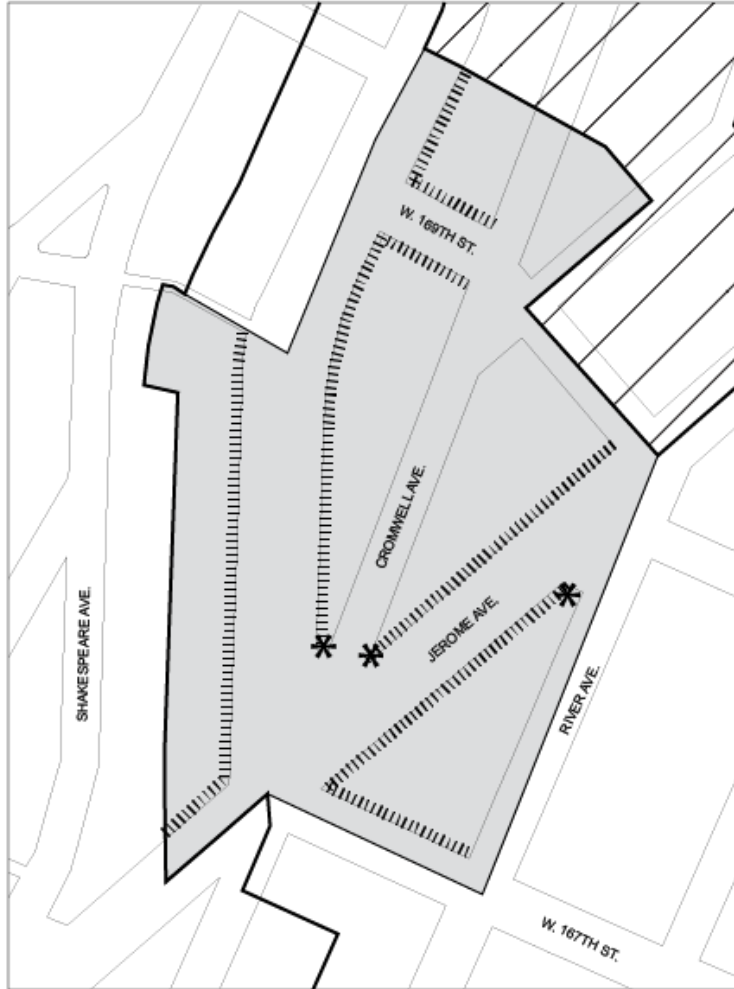 W. 169TH ST.
CROMWELL AVE.
SHAKESPEARE AVE.
JEROME AVE.
RIVER AVE.
W. 167TH ST.